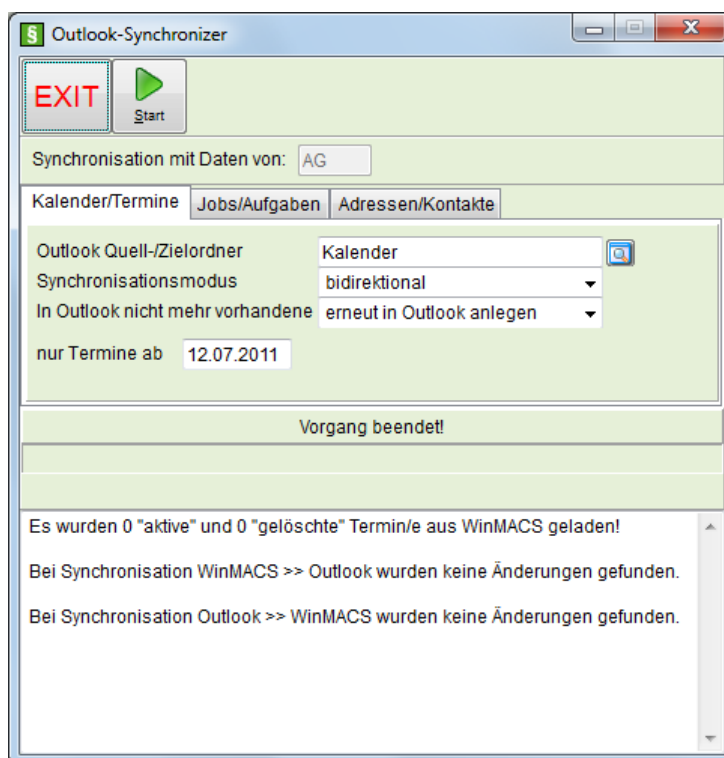 § Outlook-Synchronizer
EXIT
Start
Synchronisation mit Daten von: AG
Kalender/Termine Jobs/Aufgaben Adressen/Kontakte
Outlook Quell-/Zielordner Kalender
Synchronisationsmodus bidirektional
In Outlook nicht mehr vorhandene erneut in Outlook anlegen
nur Termine ab 12.07.2011
Vorgang beendet!
Es wurden 0 "aktive" und 0 "gelöschte" Termin/e aus WinMACS geladen!
Bei Synchronisation WinMACS >> Outlook wurden keine Änderungen gefunden.
Bei Synchronisation Outlook >> WinMACS wurden keine Änderungen gefunden.